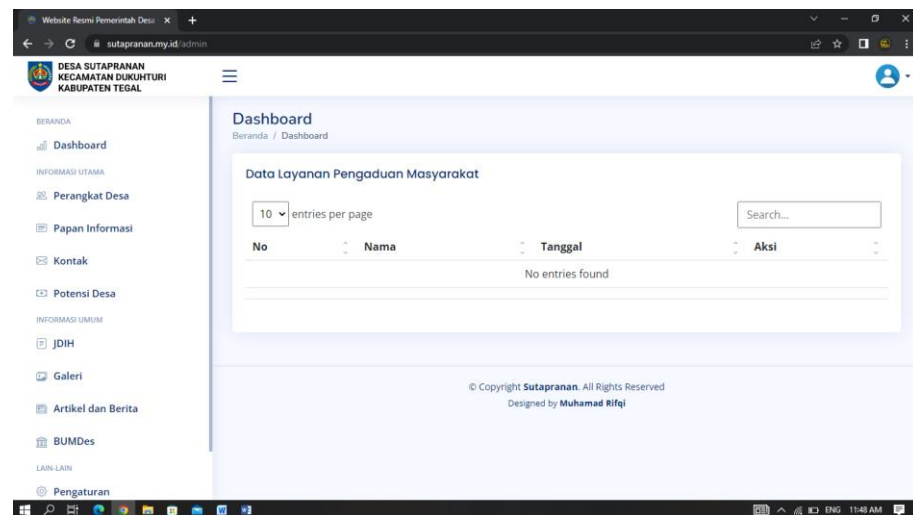 Website Resmi Pemerintah Desa
sutapranan.my.id/admin
DESA SUTAPRANAN
KECAMATAN DUKUHTURI
KABUPATEN TEGAL
BERANDA
Dashboard
INFORMASI UTAMA
Perangkat Desa
Papan Informasi
Kontak
Potensi Desa
INFORMASI UMUM
JDIH
Galeri
Artikel dan Berita
BUMDes
LAIN-LAIN
Pengaturan
Dashboard
Beranda / Dashboard
Data Layanan Pengaduan Masyarakat
10 entries per page
Search...
No Nama Tanggal Aksi
No entries found
© Copyright Sutapranan. All Rights Reserved
Designed by Muhamad Rifqi
ENG 11:48 AM